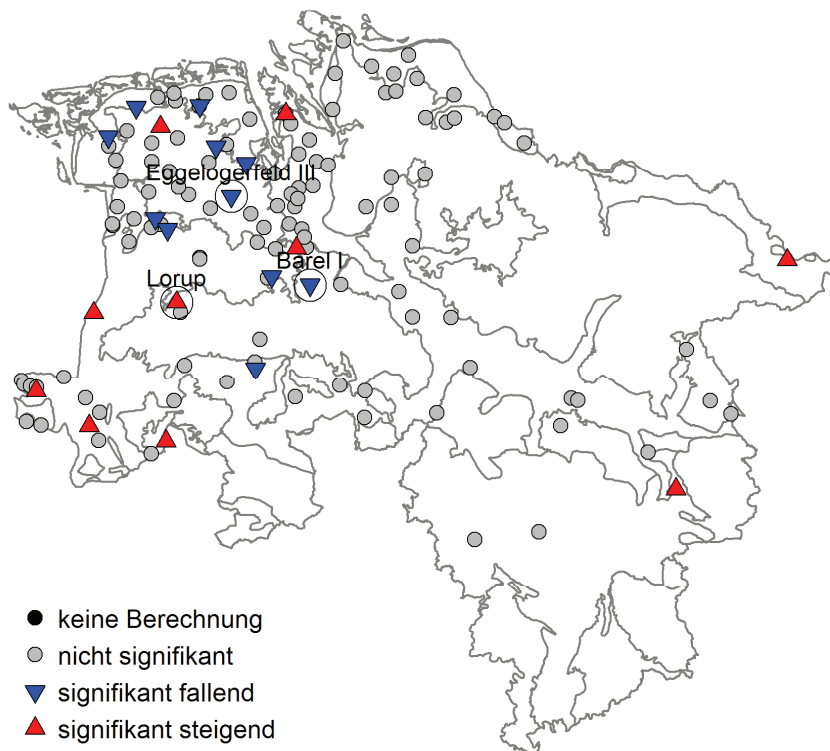 Eggelogerfeld III
Barel I
Lorup
keine Berechnung
nicht signifikant
signifikant fallend
signifikant steigend